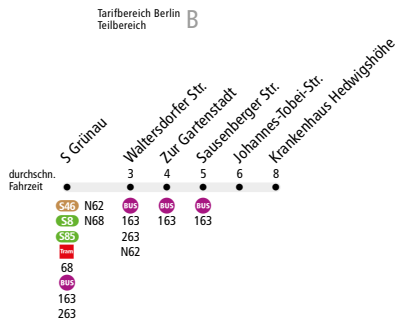 Tarifbereich Berlin
Teilbereich
B
S Grünau
Waltersdorfer Str.
Zur Gartenstadt
Sausenberger Str.
Johannes-Tobei-Str.
Krankenhaus Hedwigshöhe
durchschn.
Fahrzeit
3 4 5 6 8
S46 N62 BUS BUS BUS
S8 N68 163 163 163
S85 263
Tram N62
68
BUS
163
263